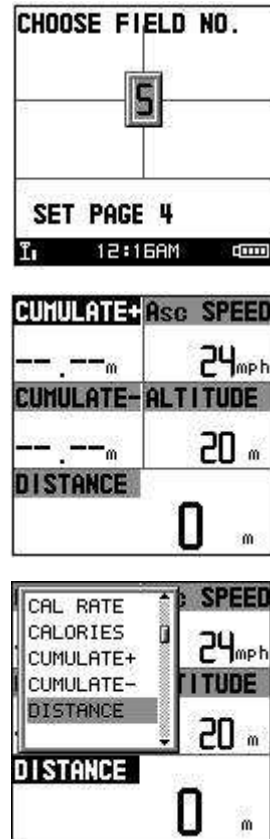 CHOOSE FIELD NO.
5
SET PAGE 4
12:16AM
CUMULATE+ Asc SPEED
--.--m 24mph
CUMULATE- ALTITUDE
--.--m 20 m
DISTANCE
0 m
CAL RATE
CALORIES
CUMULATE+
CUMULATE-
DISTANCE
SPEED
24mph
TITUDE
20 m
DISTANCE
0 m